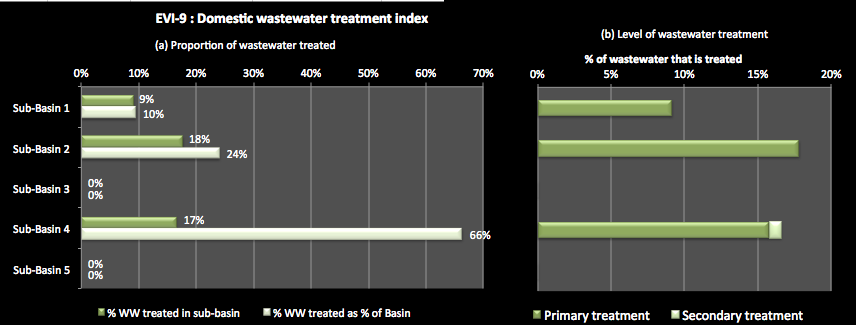 EVI-9 : Domestic wastewater treatment index
(a) Proportion of wastewater treated
0% 10% 20% 30% 40% 50% 60% 70%
Sub-Basin 1 9%
10%
Sub-Basin 2 18%
24%
Sub-Basin 3 0%
0%
Sub-Basin 4 17%
66%
Sub-Basin 5 0%
0%
% WW treated in sub-basin % WW treated as % of Basin
(b) Level of wastewater treatment
% of wastewater that is treated
0% 5% 10% 15% 20%
Primary treatment Secondary treatment